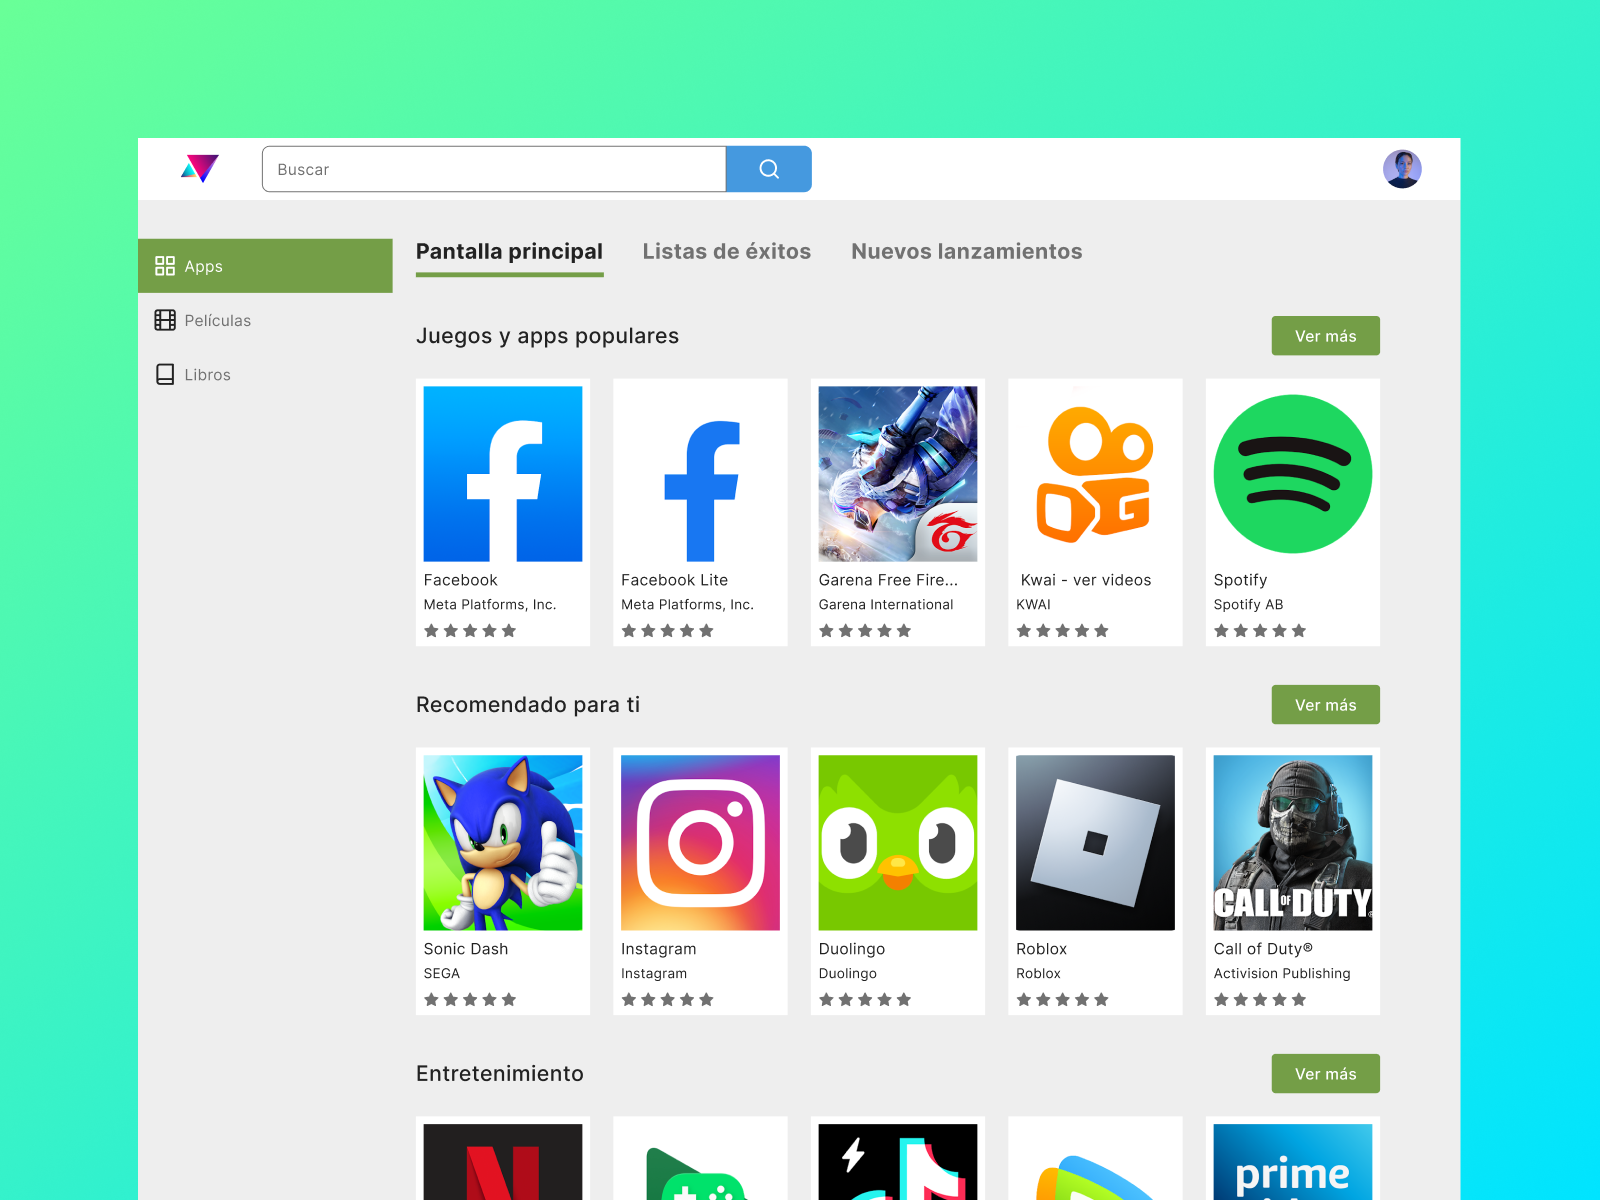 Buscar
Apps
Películas
Libros
Pantalla principal
Listas de éxitos
Nuevos lanzamientos
Juegos y apps populares
Ver más
Facebook
Meta Platforms, Inc.
Facebook Lite
Meta Platforms, Inc.
Garena Free Fire...
Garena International
Kwai - ver videos
KWAI
Spotify
Spotify AB
Recomendado para ti
Ver más
CALL OF DUTY®
Sonic Dash
SEGA
Instagram
Instagram
Duolingo
Duolingo
Roblox
Roblox
Call of Duty®
Activision Publishing
Entretenimiento
Ver más
prime